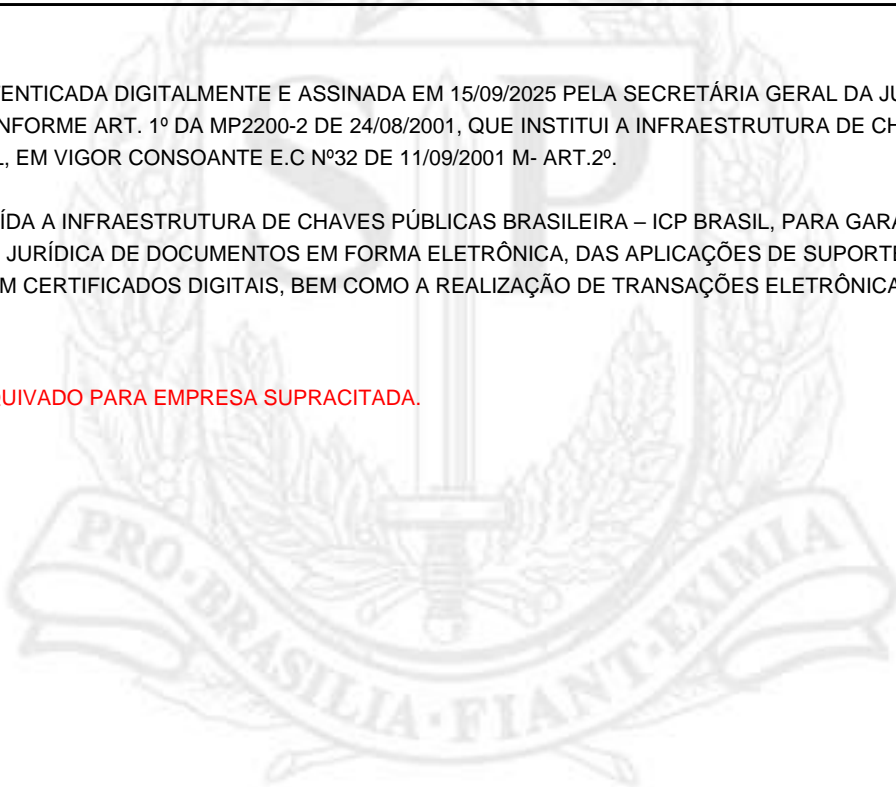 SP
ENTICADA DIGITALMENTE E ASSINADA EM 15/09/2025 PELA SECRETÁRIA GERAL DA JU
NFORME ART. 1º DA MP2200-2 DE 24/08/2001, QUE INSTITUI A INFRAESTRUTURA DE CH
L, EM VIGOR CONSOANTE E.C Nº32 DE 11/09/2001 M- ART.2º.
ÍDA A INFRAESTRUTURA DE CHAVES PÚBLICAS BRASILEIRA – ICP BRASIL, PARA GARA
JURÍDICA DE DOCUMENTOS EM FORMA ELETRÔNICA, DAS APLICAÇÕES DE SUPORTE
M CERTIFICADOS DIGITAIS, BEM COMO A REALIZAÇÃO DE TRANSAÇÕES ELETRÔNICA
UIVADO PARA EMPRESA SUPRACITADA.
PRO·BRASILIA·FIANT·EXIMIA